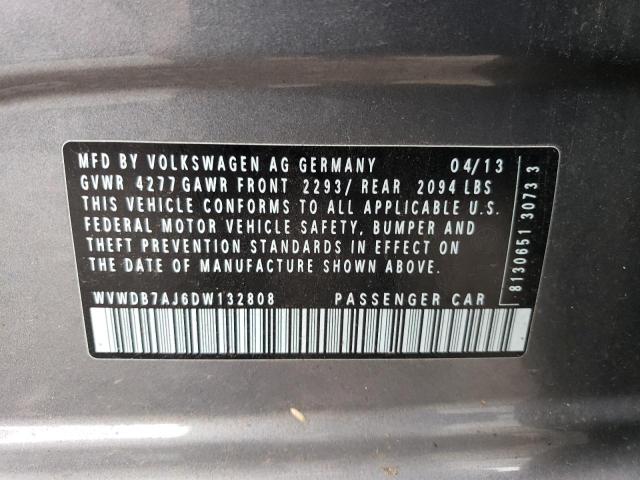 MFD BY VOLKSWAGEN AG GERMANY 04/13
GVWR 4277 GAWR FRONT 2293/ REAR 2094 LBS
THIS VEHICLE CONFORMS TO ALL APPLICABLE U.S.
FEDERAL MOTOR VEHICLE SAFETY, BUMPER AND
THEFT PREVENTION STANDARDS IN EFFECT ON
THE DATE OF MANUFACTURE SHOWN ABOVE.
WVWDB7AJ6DW132808 PASSENGER CAR
8130651 3073 3